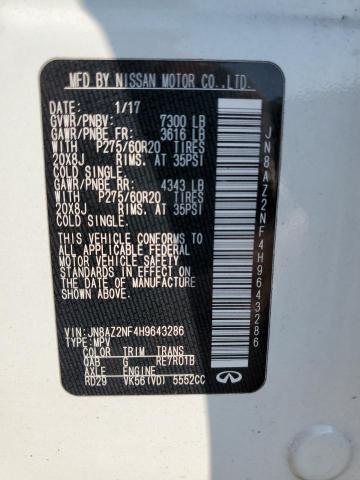 MFD BY NISSAN MOTOR CO.,LTD.
DATE 1/17
GVWR/PNBV: 7300 LB
GAWR/PNBE FR: 3616 LB
WITH P275/60R20 TIRES
20X8J RIMS. AT 35PSI
COLD SINGLE.
GAWR/PNBE RR: 4343 LB
WITH P275/60R20 TIRES
20X8J RIMS. AT 35PSI
COLD SINGLE.
THIS VEHICLE CONFORMS TO
ALL APPLICABLE FEDERAL
MOTOR VEHICLE SAFETY
STANDARDS IN EFFECT ON
THE DATE OF MANUFACTURE
SHOWN ABOVE.
VIN: JN8AZ2NF4H9643286
TYPE: MPV
COLOR TRIM TRANS
QAB G RE7R01B
AXLE ENGINE
RD29 VK56(VD) 5552CC
JN8AZ2NF4H9643286
INFINITI